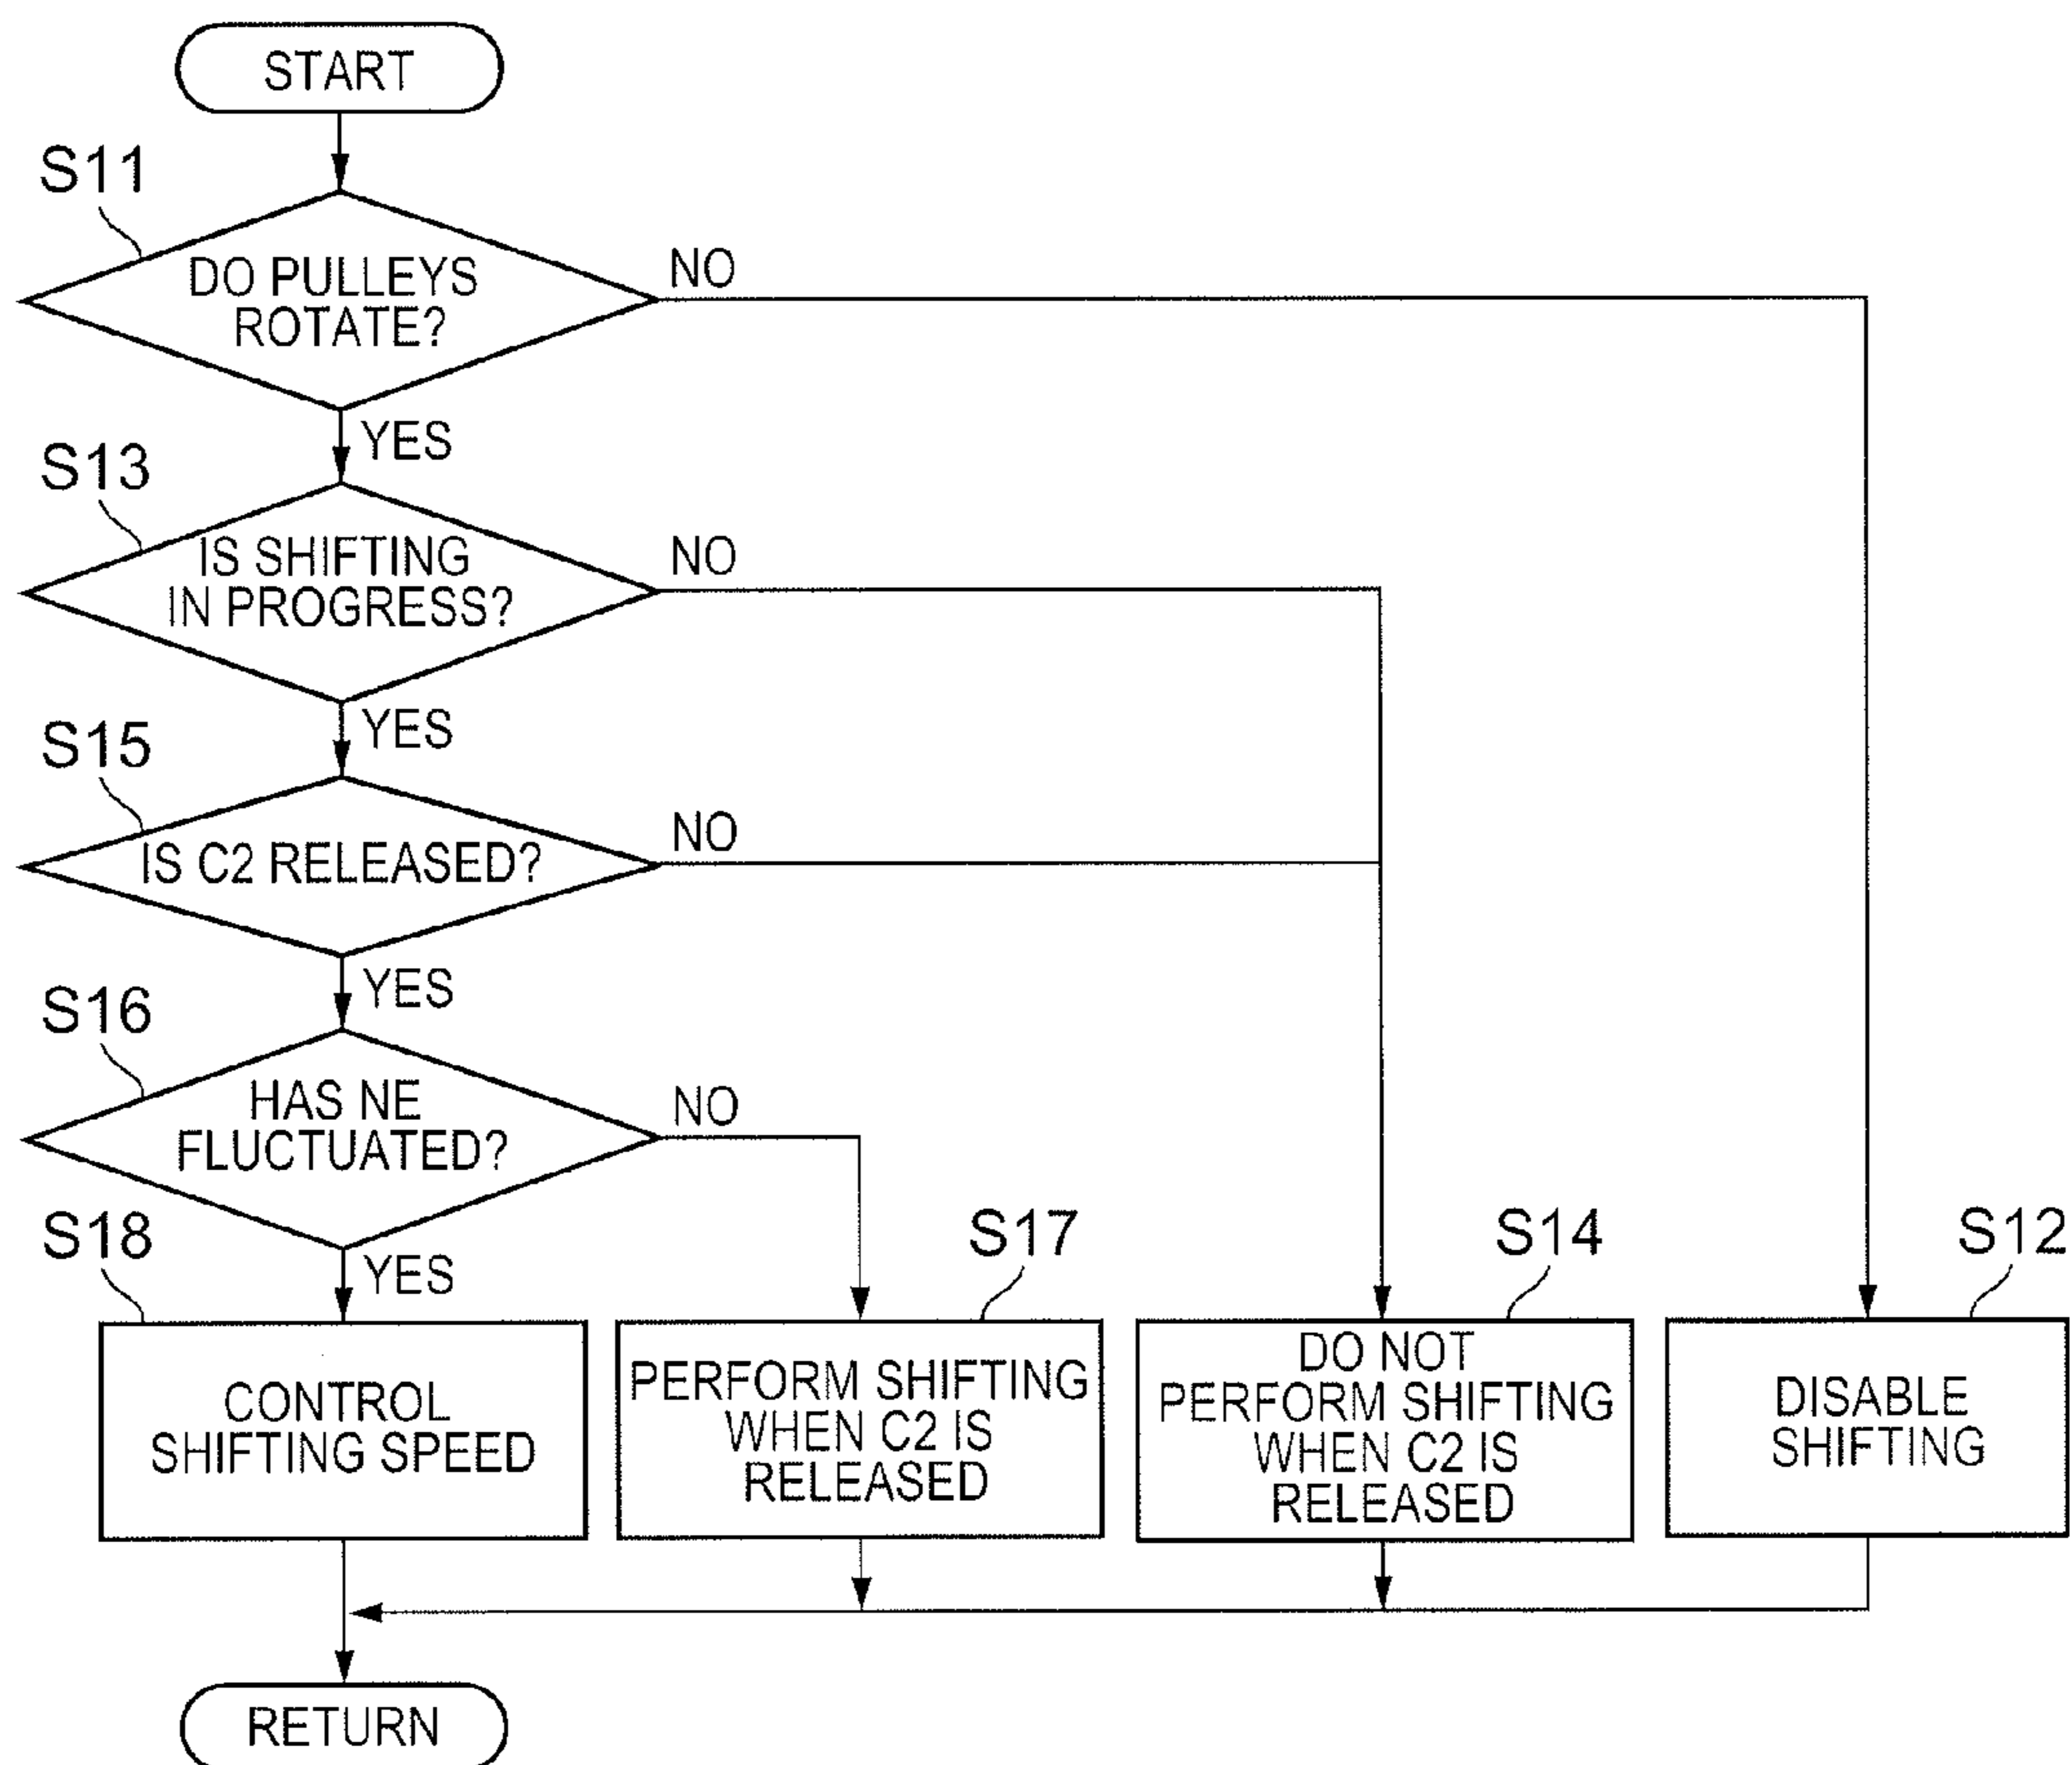 START
S11
DO PULLEYS
ROTATE?
NO
YES
S13
IS SHIFTING
IN PROGRESS?
NO
YES
S15
IS C2 RELEASED?
NO
YES
S16
HAS NE
FLUCTUATED?
NO
YES
S18
CONTROL
SHIFTING SPEED
S17
PERFORM SHIFTING
WHEN C2 IS
RELEASED
S14
DO NOT
PERFORM SHIFTING
WHEN C2 IS
RELEASED
S12
DISABLE
SHIFTING
RETURN